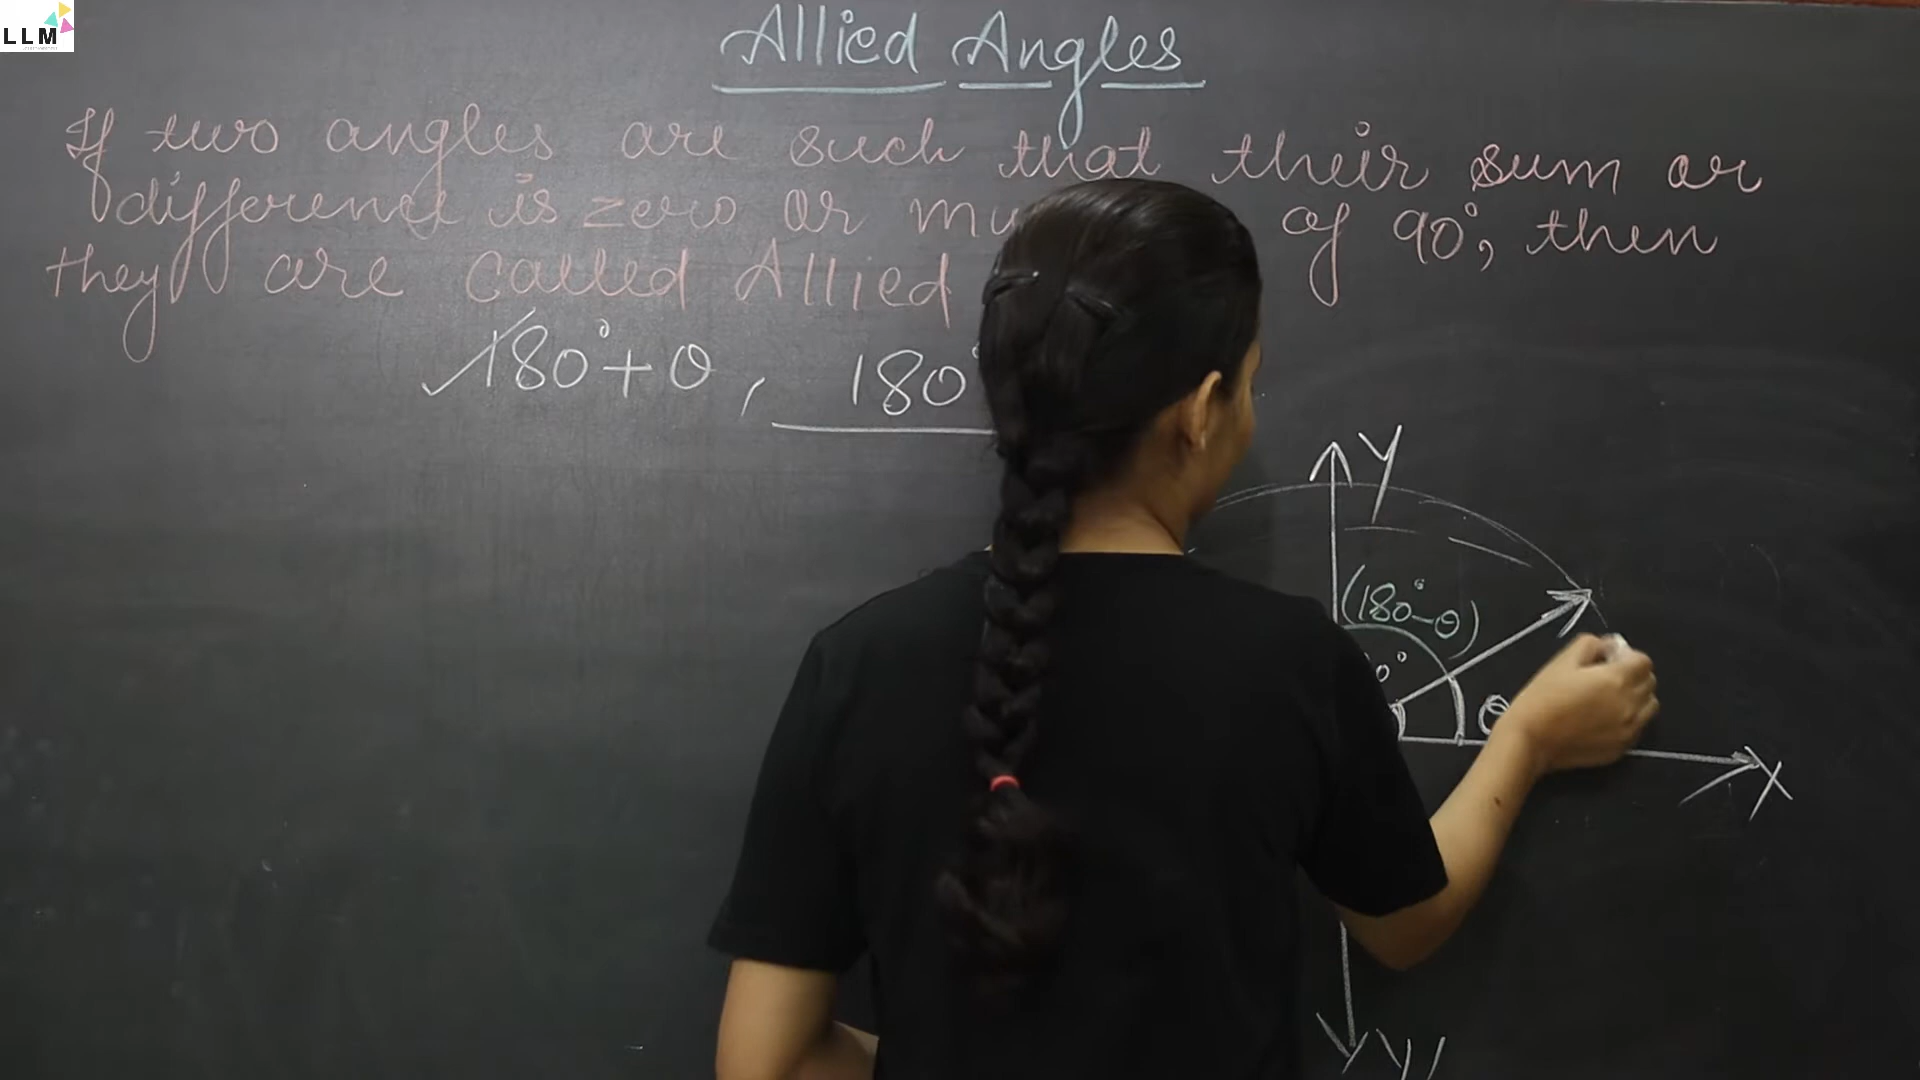 LLM
Allied Angles
If two angles are such that their sum or
difference is zero or of 90°, then
they are called Allied
180°+θ, 180°
Y
(180°-θ)
θ
X
Y'